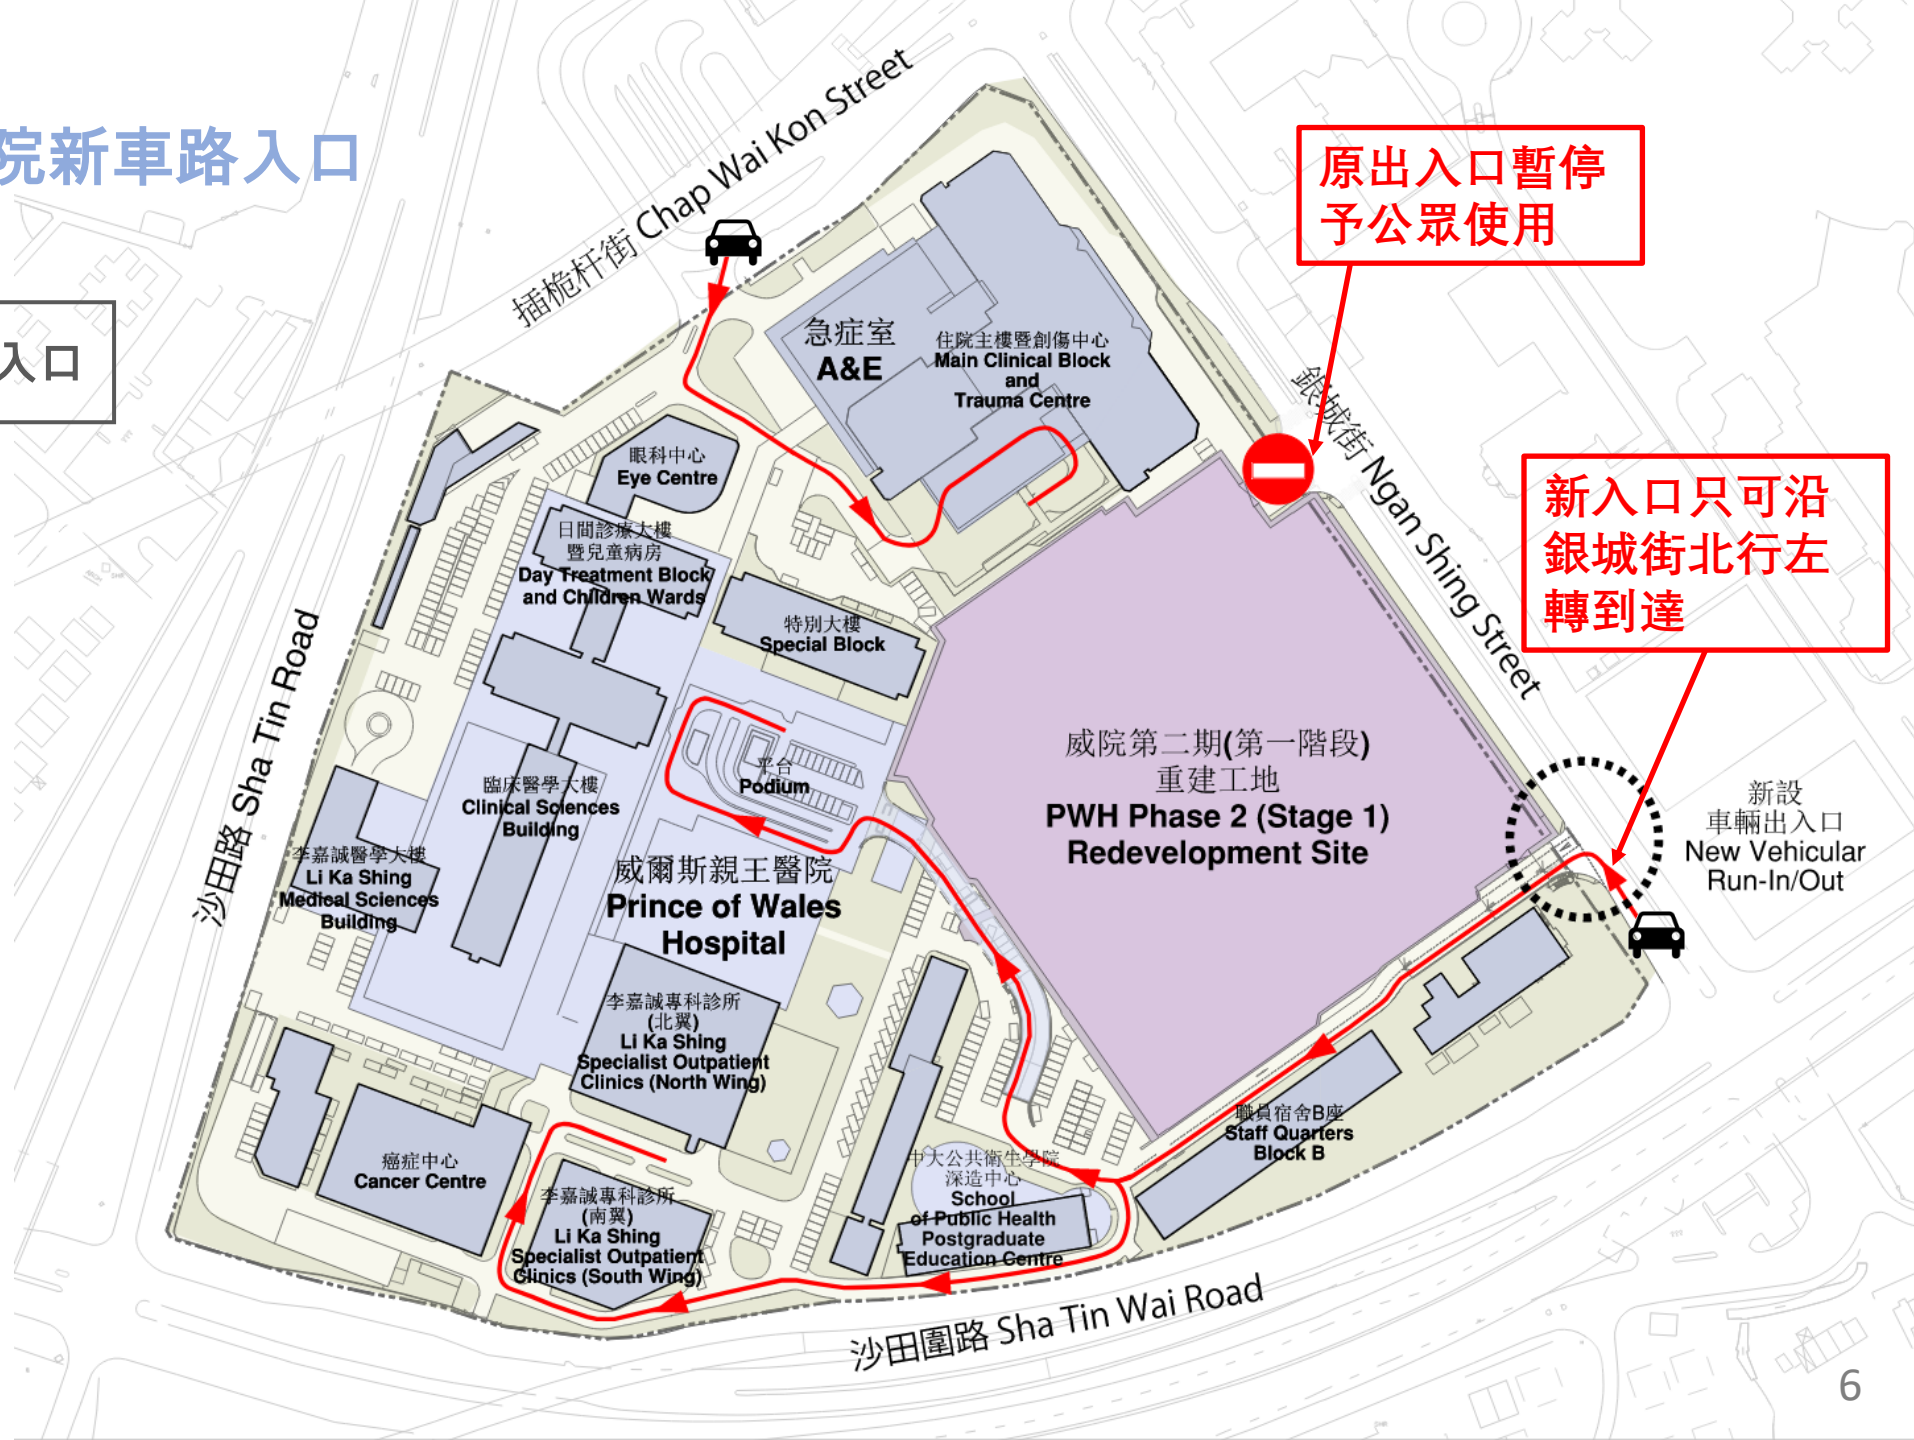 院新車路入口
入口
插桅杆街 Chap Wai Kon Street
原出入口暫停
予公眾使用
急症室
A&E
住院主樓暨創傷中心
Main Clinical Block
and
Trauma Centre
銀城街 Ngan Shing Street
眼科中心
Eye Centre
新入口只可沿
銀城街北行左
轉到達
日間診療大樓
暨兒童病房
Day Treatment Block
and Children Wards
特別大樓
Special Block
沙田路 Sha Tin Road
威院第二期(第一階段)
重建工地
PWH Phase 2 (Stage 1)
Redevelopment Site
平台
Podium
臨床醫學大樓
Clinical Sciences
Building
新設
車輛出入口
New Vehicular
Run-In/Out
李嘉誠醫學大樓
Li Ka Shing
Medical Sciences
Building
威爾斯親王醫院
Prince of Wales
Hospital
李嘉誠專科診所
(北翼)
Li Ka Shing
Specialist Outpatient
Clinics (North Wing)
職員宿舍B座
Staff Quarters
Block B
癌症中心
Cancer Centre
中大公共衛生學院
深造中心
School
of Public Health
Postgraduate
Education Centre
李嘉誠專科診所
(南翼)
Li Ka Shing
Specialist Outpatient
Clinics (South Wing)
沙田圍路 Sha Tin Wai Road
6